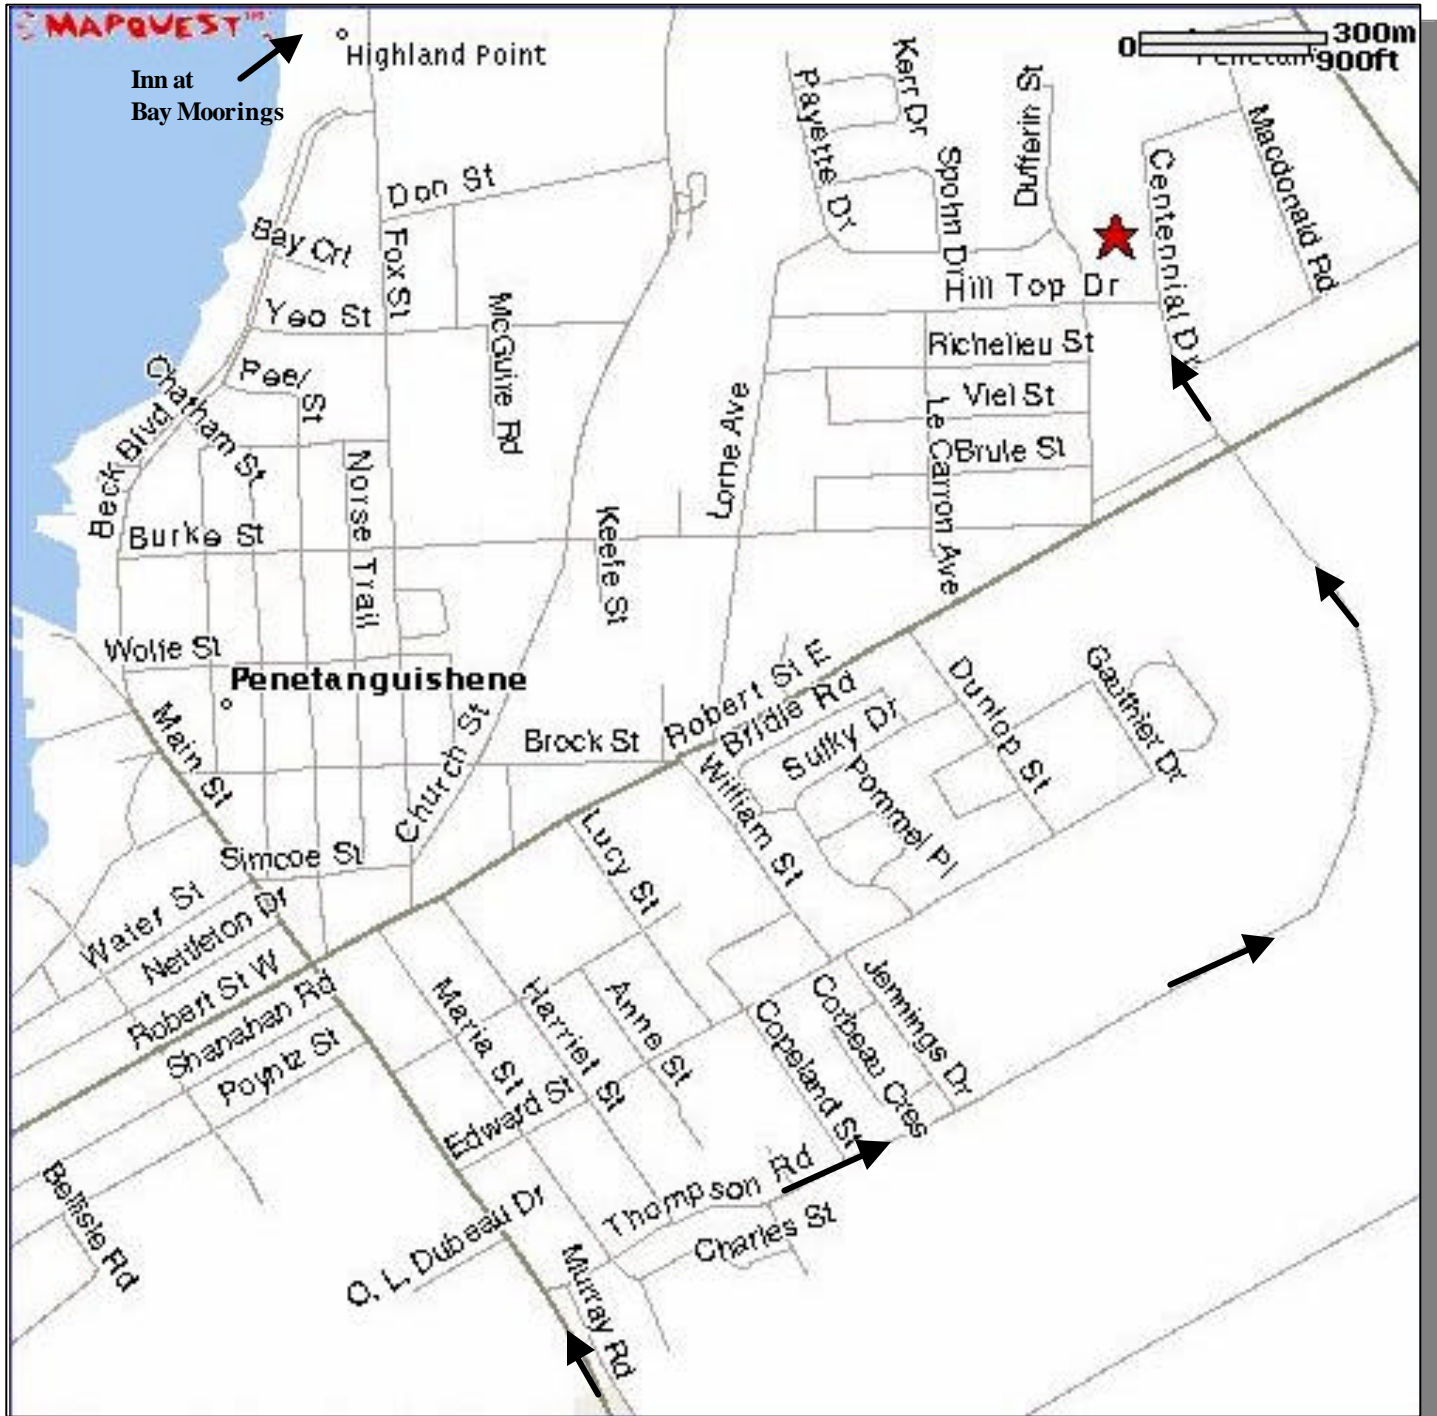 MAPQUEST™
Highland Point
Inn at
Bay Moorings
0
300m
900ft
Payette Dr
Kerr Dr
Spohn Dr
Dufferin St
Centennial Dr
Macdonald Rd
Don St
Bay Crt
Fox St
Yeo St
McGuire Rd
Hill Top Dr
Richelieu St
Viel St
Brule St
Le Carron Ave
Lorne Ave
Peel St
Chatham St
Beck Blvd
Norse Trail
Burke St
Keefe St
Wolfe St
Penetanguishene
Main St
Church St
Brock St
Robert St E
Bridle Rd
Sulky Dr
Pommel Pl
Dunlop St
Gauthier Dr
William St
Simcoe St
Lucy St
Water St
Nettleton Dr
Robert St W
Shanahan Rd
Poyntz St
Maria St
Harriet St
Anne St
Edward St
Copeland St
Corbeau Cres
Jennings Dr
Thompson Rd
Charles St
Bellisle Rd
O. L. Dubeau Dr
Murray Rd